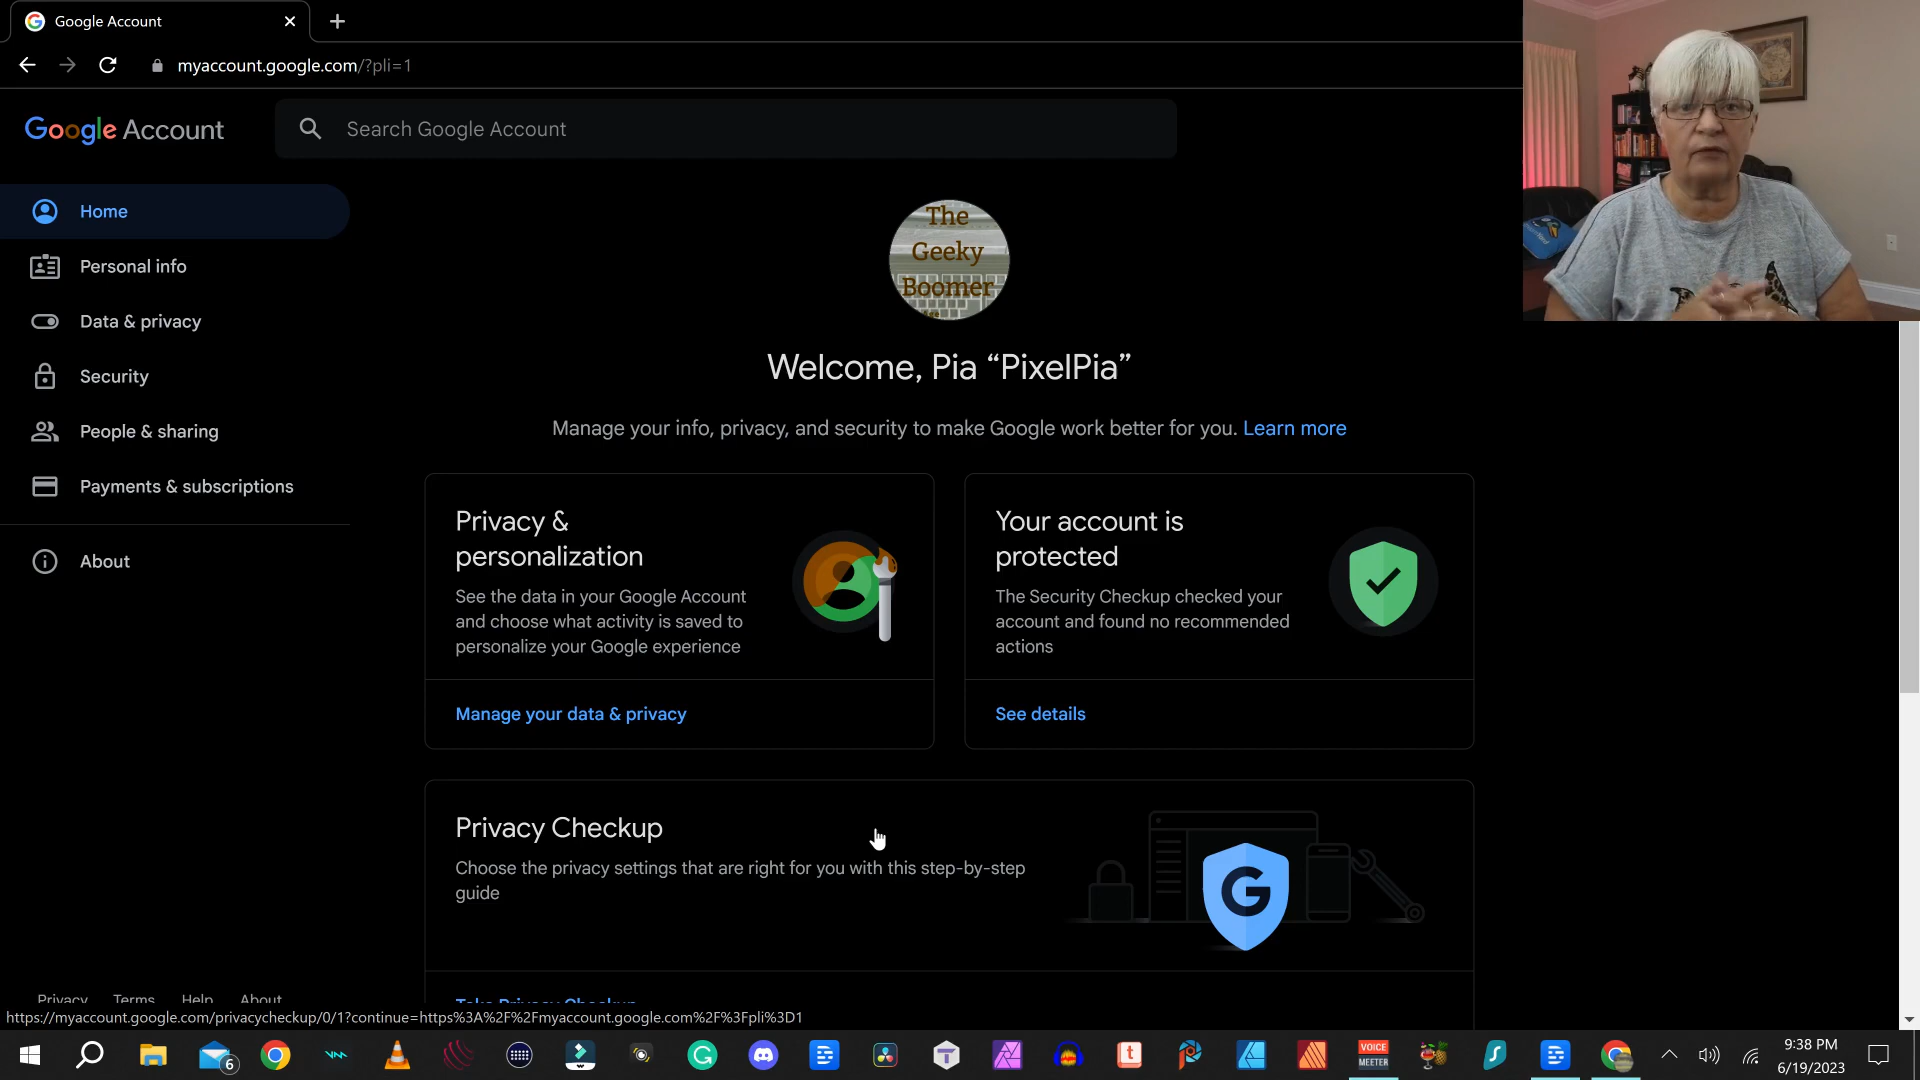 Google Account
myaccount.google.com/?pli=1
Google Account
Search Google Account
Home
Personal info
Data & privacy
Security
People & sharing
Payments & subscriptions
About
The
Geeky
Boomer
Welcome, Pia “PixelPia”
Manage your info, privacy, and security to make Google work better for you. Learn more
Privacy &
personalization
See the data in your Google Account
and choose what activity is saved to
personalize your Google experience
Manage your data & privacy
Your account is
protected
The Security Checkup checked your
account and found no recommended
actions
See details
Privacy Checkup
Choose the privacy settings that are right for you with this step-by-step
guide
G
Take Privacy Checkup
Privacy Terms Help About
https://myaccount.google.com/privacycheckup/0/1?continue=https%3A%2F%2Fmyaccount.google.com%2F%3Fpli%3D1
6
VOICE
MEETER
9:38 PM
6/19/2023